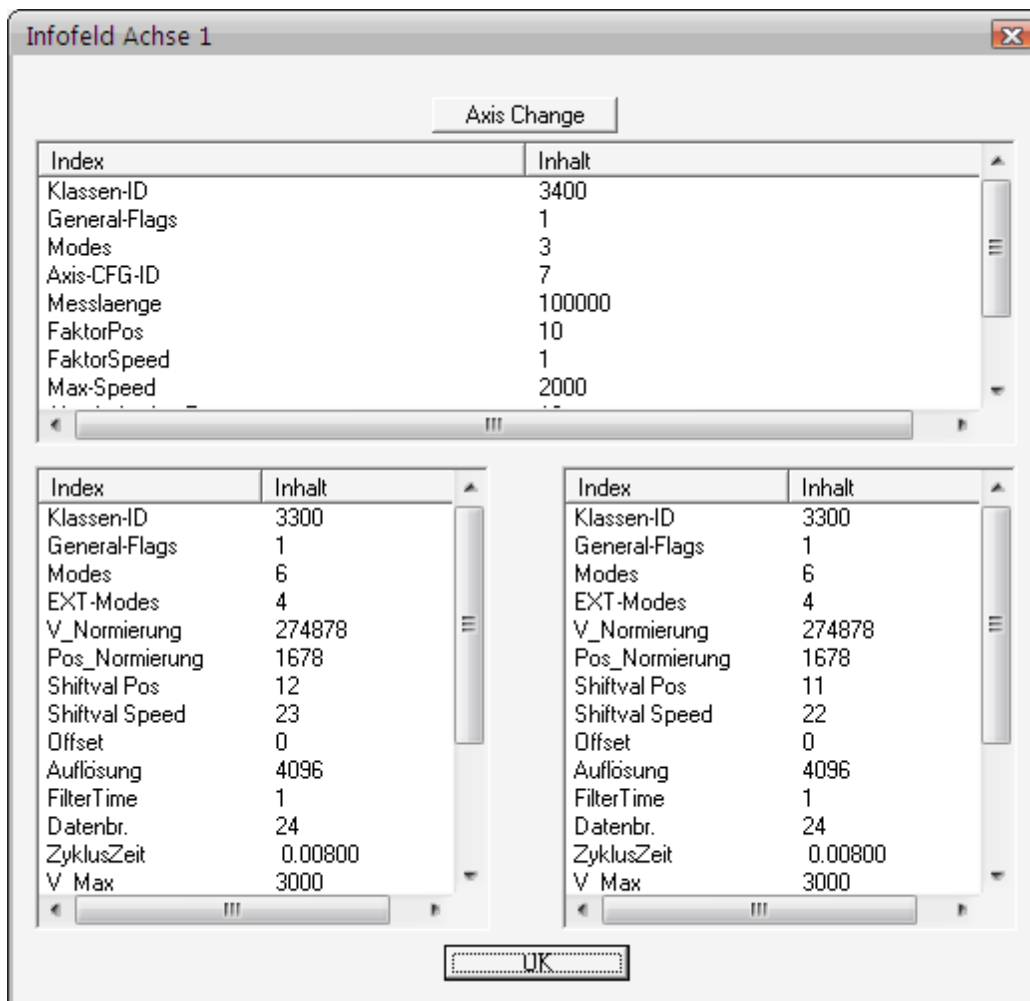 Infofeld Achse 1
Axis Change
Index Inhalt
Klassen-ID 3400
General-Flags 1
Modes 3
Axis-CFG-ID 7
Messlaenge 100000
FaktorPos 10
FaktorSpeed 1
Max-Speed 2000
Index Inhalt
Klassen-ID 3300
General-Flags 1
Modes 6
EXT-Modes 4
V_Normierung 274878
Pos_Normierung 1678
Shiftval Pos 12
Shiftval Speed 23
Offset 0
Auflösung 4096
FilterTime 1
Datenbr. 24
ZyklusZeit 0.00800
V_Max 3000
Index Inhalt
Klassen-ID 3300
General-Flags 1
Modes 6
EXT-Modes 4
V_Normierung 274878
Pos_Normierung 1678
Shiftval Pos 11
Shiftval Speed 22
Offset 0
Auflösung 4096
FilterTime 1
Datenbr. 24
ZyklusZeit 0.00800
V_Max 3000
OK